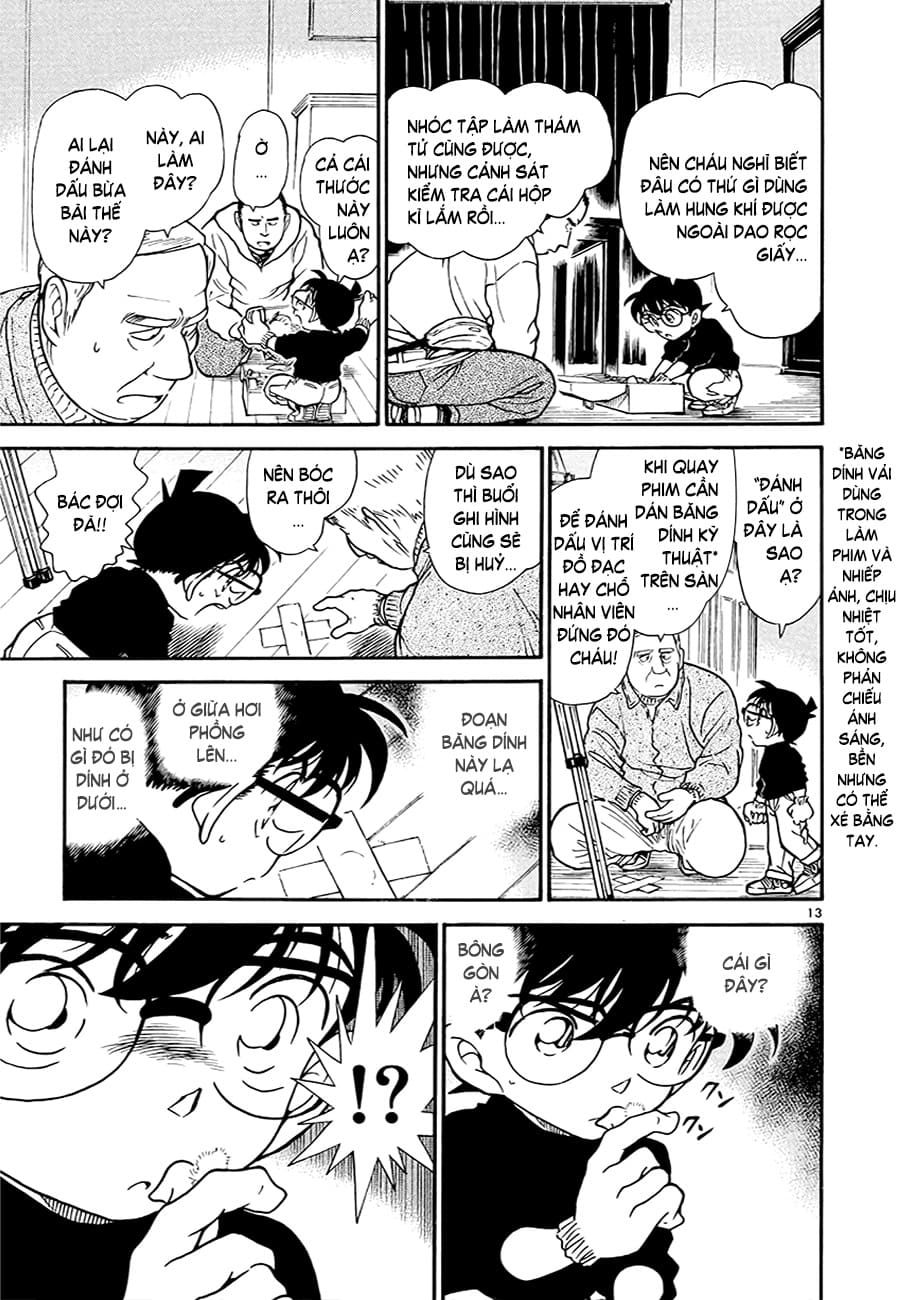 NÊN CHÁU NGHĨ BIẾT
ĐÂU CÓ THỨ GÌ DÙNG
LÀM HUNG KHÍ ĐƯỢC
NGOÀI DAO RỌC
GIẤY...
NHÓC TẬP LÀM THÁM
TỬ CŨNG ĐƯỢC,
NHƯNG CẢNH SÁT
KIỂM TRA CÁI HỘP
KĨ LẮM RỒI...
CẢ CÁI
THƯỚC
NÀY
LUÔN
Ạ?
Ờ
...
NÀY, AI
LÀM
ĐÂY?
AI LẠI
ĐÁNH
DẤU BỪA
BÃI THẾ
NÀY?
"ĐÁNH
DẤU" Ở
ĐÂY LÀ
SAO
Ạ?
KHI QUAY
PHIM CẦN
DÁN BĂNG
DÍNH KỸ
THUẬT*
TRÊN SÀN
...
ĐỂ ĐÁNH
DẤU VỊ TRÍ
ĐỒ ĐẠC
HAY CHỖ
NHÂN VIÊN
ĐỨNG ĐÓ
CHÁU!
*BĂNG
DÍNH VẢI
DÙNG
TRONG
LÀM
PHIM VÀ
NHIẾP
ẢNH, CHỊU
NHIỆT
TỐT,
KHÔNG
PHẢN
CHIẾU
ÁNH
SÁNG,
BỀN
NHƯNG
CÓ THỂ
XÉ BẰNG
TAY.
DÙ SAO
THÌ BUỔI
GHI HÌNH
CŨNG SẼ
BỊ HUỶ...
NÊN BÓC
RA THÔI
...
BÁC ĐỢI
ĐÃ!!
ĐOẠN
BĂNG DÍNH
NÀY LẠ
QUÁ...
Ở GIỮA HƠI
PHỒNG
LÊN...
NHƯ CÓ
GÌ ĐÓ BỊ
DÍNH Ở
DƯỚI...
13
CÁI GÌ
ĐÂY?
BÔNG
GÒN
À?
クン
クン
!?